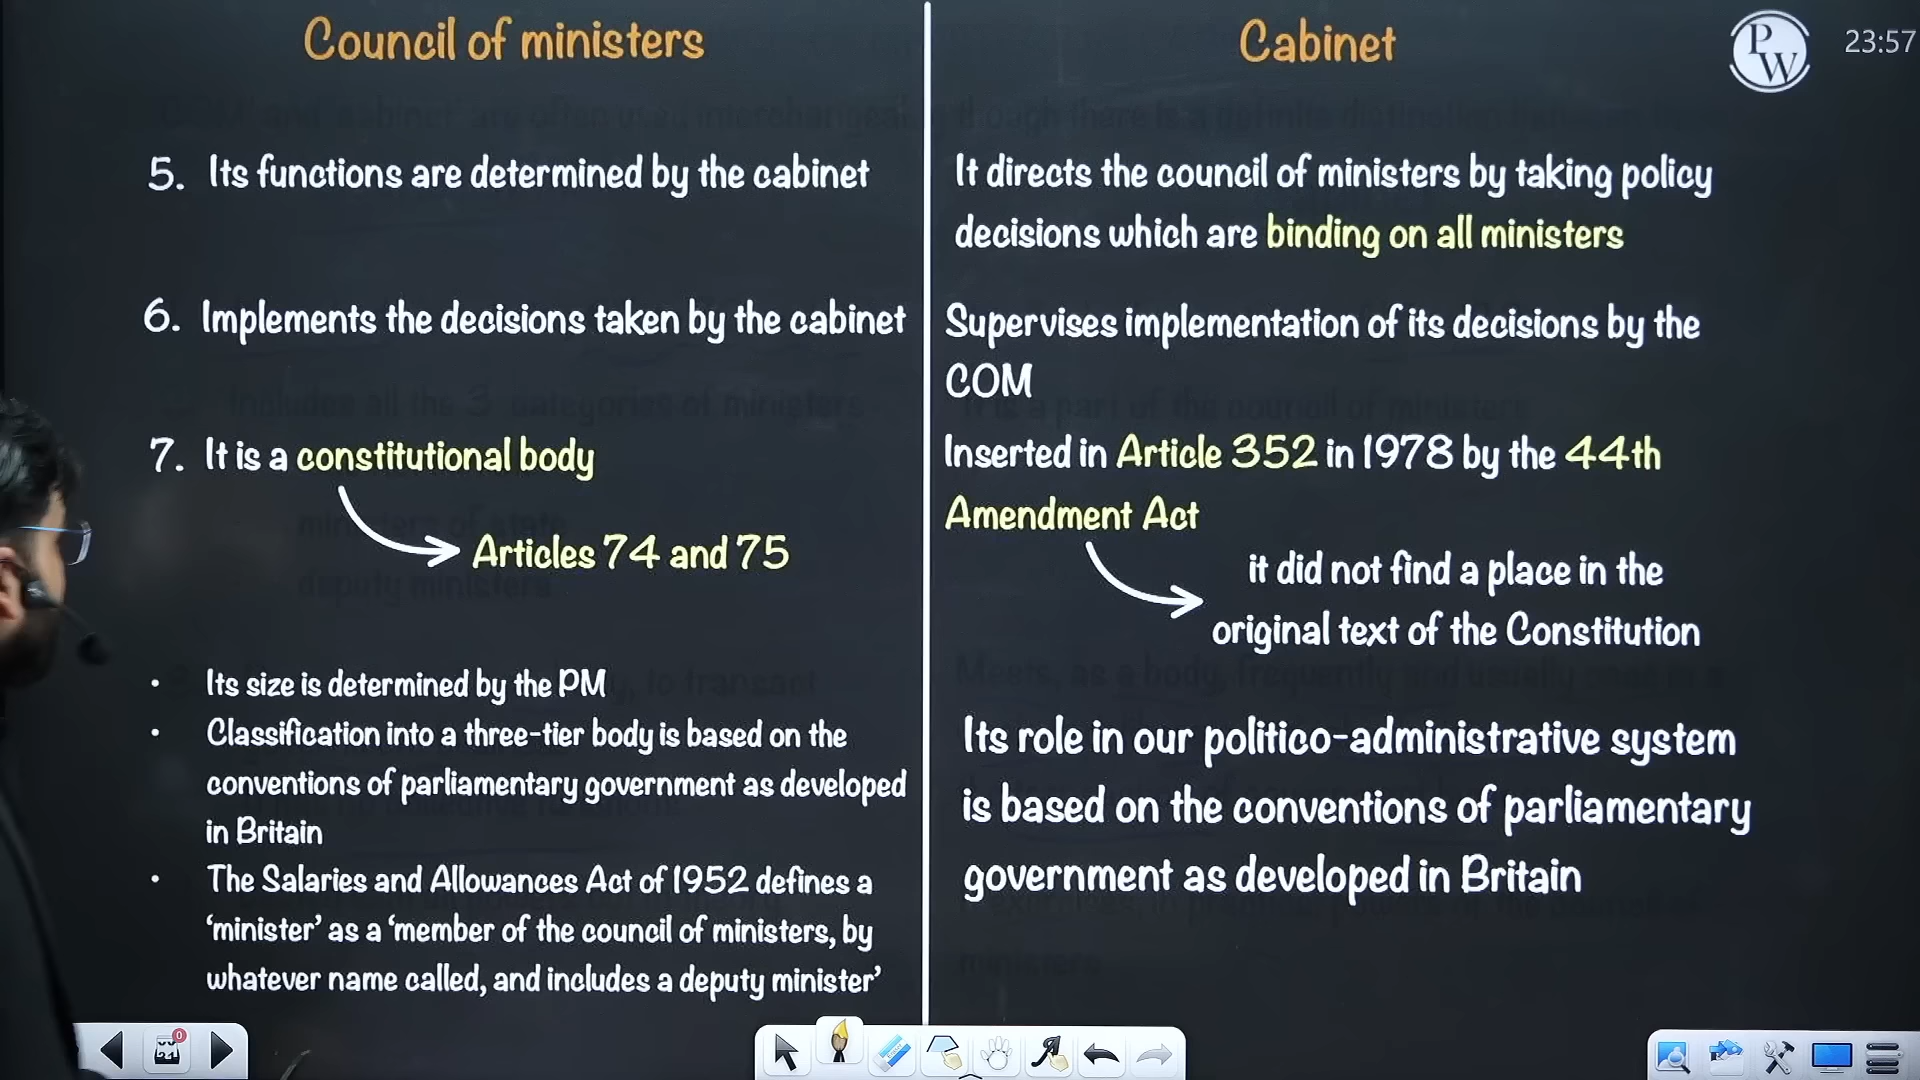 Council of ministers
Cabinet
PW
23:57
5. Its functions are determined by the cabinet
It directs the council of ministers by taking policy
decisions which are binding on all ministers
6. Implements the decisions taken by the cabinet
Supervises implementation of its decisions by the
COM
7. It is a constitutional body
Articles 74 and 75
Inserted in Article 352 in 1978 by the 44th
Amendment Act
it did not find a place in the
original text of the Constitution
• Its size is determined by the PM
• Classification into a three-tier body is based on the
conventions of parliamentary government as developed
in Britain
• The Salaries and Allowances Act of 1952 defines a
‘minister’ as a ‘member of the council of ministers, by
whatever name called, and includes a deputy minister’
Its role in our politico-administrative system
is based on the conventions of parliamentary
government as developed in Britain
0